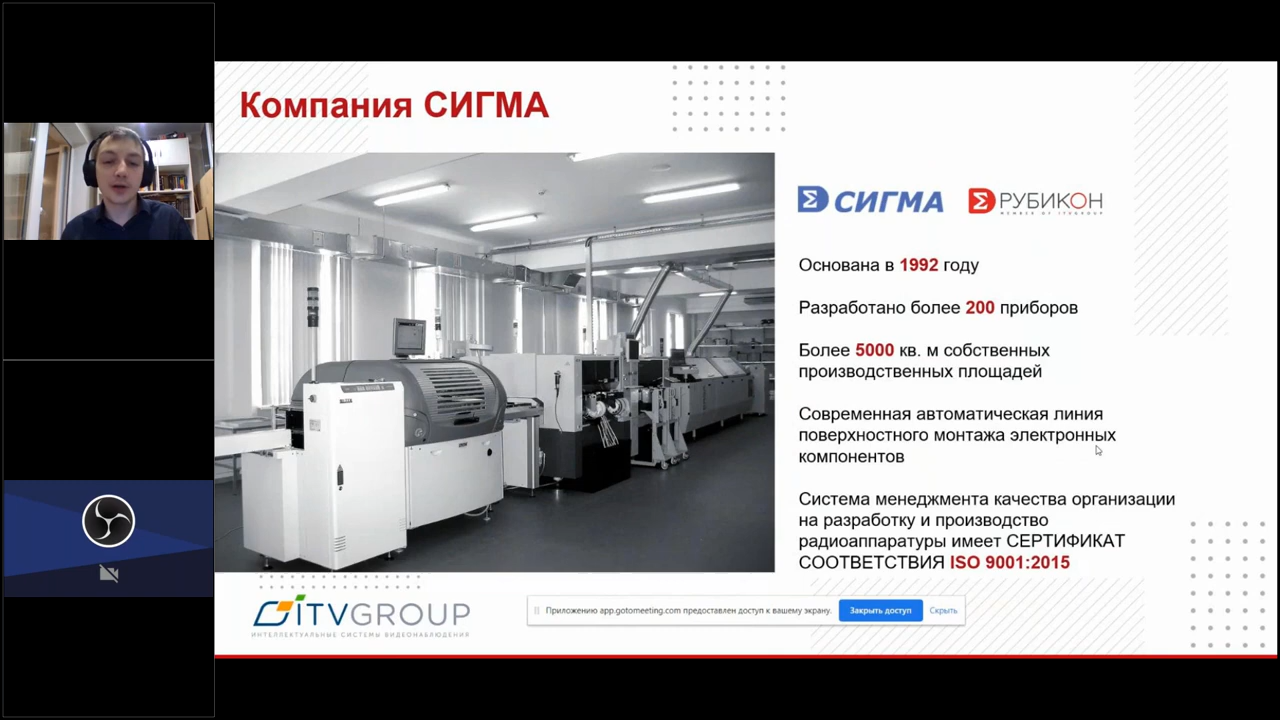 Компания СИГМА
СИГМА
РУБИКОН
MEMBER OF ITVGROUP
Основана в 1992 году
Разработано более 200 приборов
Более 5000 кв. м собственных
производственных площадей
Современная автоматическая линия
поверхностного монтажа электронных
компонентов
Система менеджмента качества организации
на разработку и производство
радиоаппаратуры имеет СЕРТИФИКАТ
СООТВЕТСТВИЯ ISO 9001:2015
ITVGROUP
ИНТЕЛЛЕКТУАЛЬНЫЕ СИСТЕМЫ ВИДЕОНАБЛЮДЕНИЯ
Приложению app.gotomeeting.com предоставлен доступ к вашему экрану.
Закрыть доступ
Скрыть